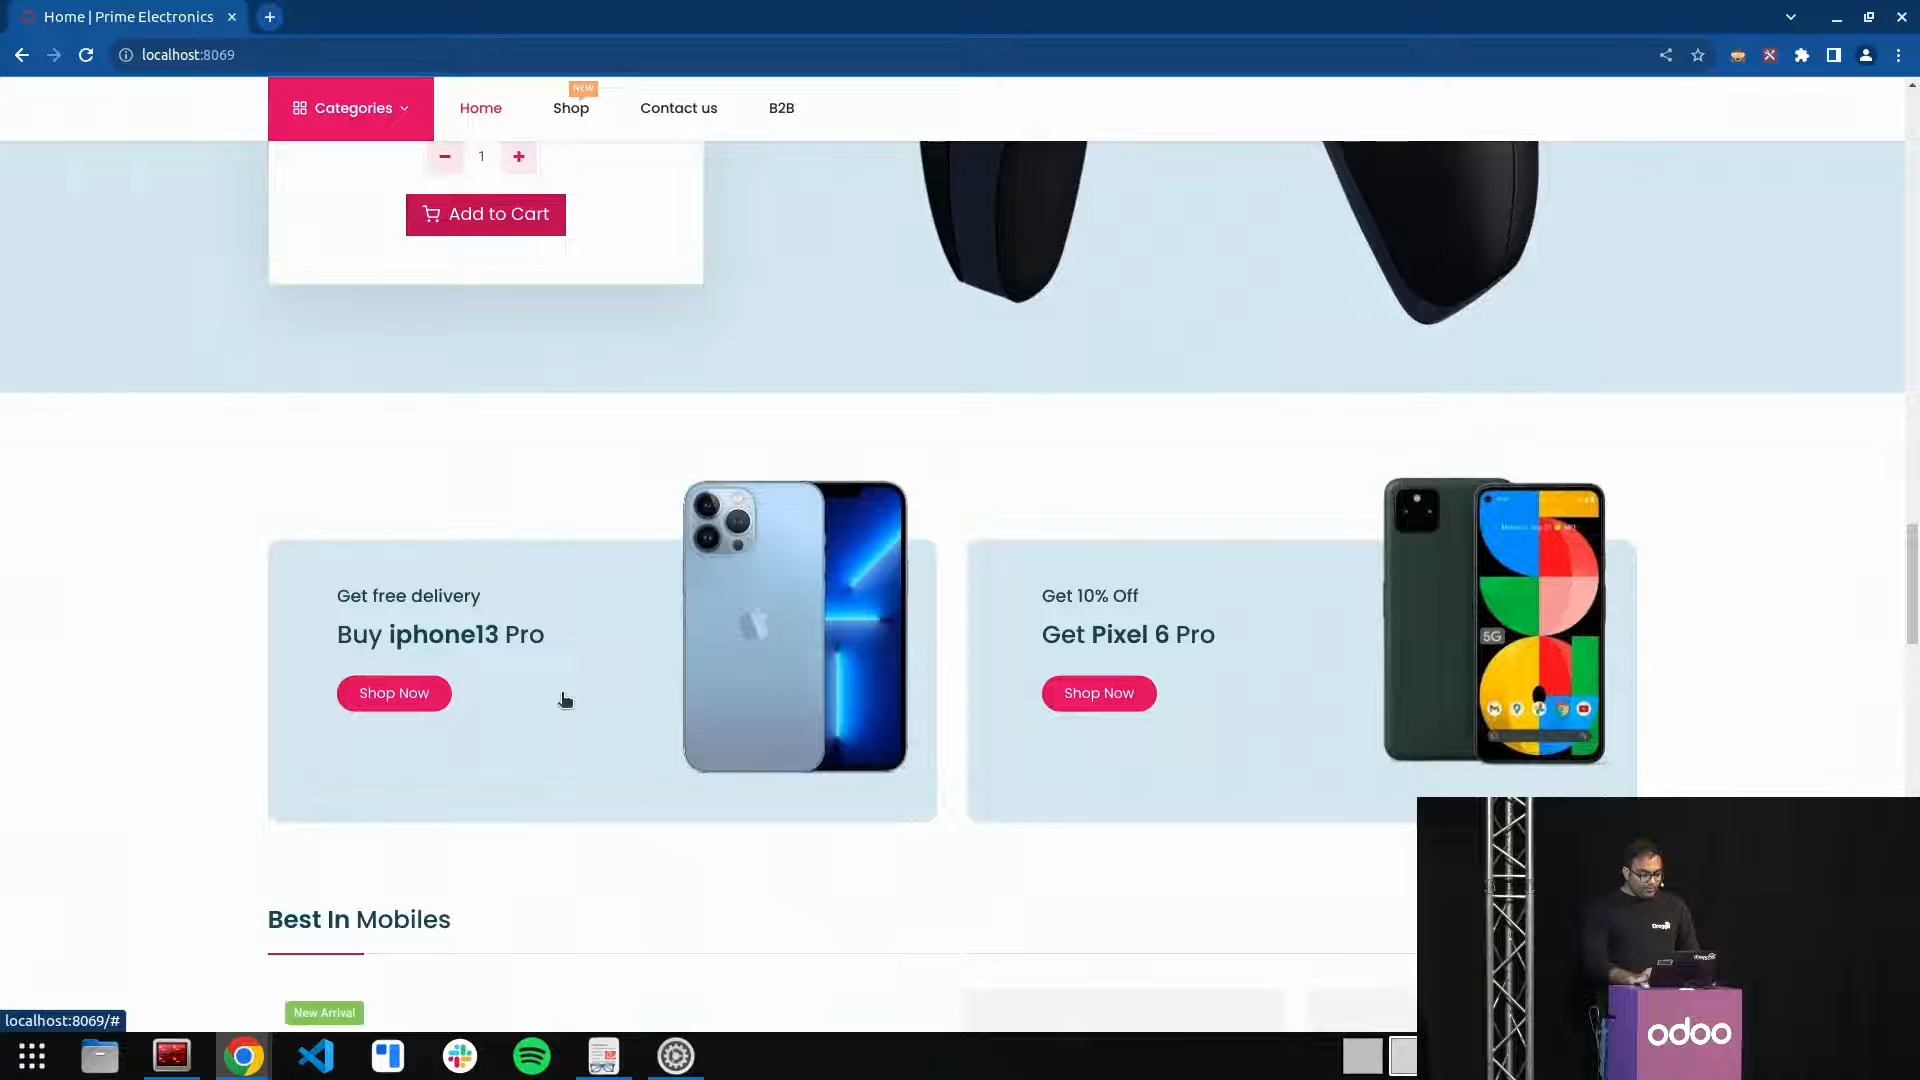 Home | Prime Electronics
localhost:8069
Categories
Home
NEW
Shop
Contact us
B2B
1
Add to Cart
Get free delivery
Buy iphone13 Pro
Shop Now
Get 10% Off
Get Pixel 6 Pro
Shop Now
5G
Best In Mobiles
New Arrival
localhost:8069/#
odoo